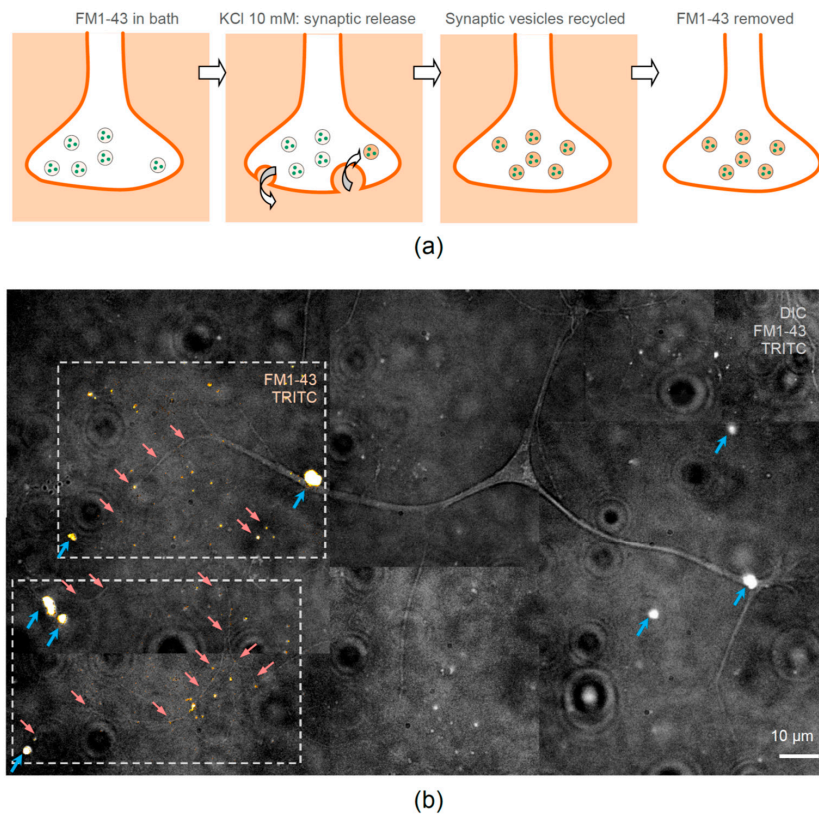 FM1-43 in bath
KCl 10 mM: synaptic release
Synaptic vesicles recycled
FM1-43 removed
(a)
DIC
FM1-43
TRITC
FM1-43
TRITC
10 µm
(b)